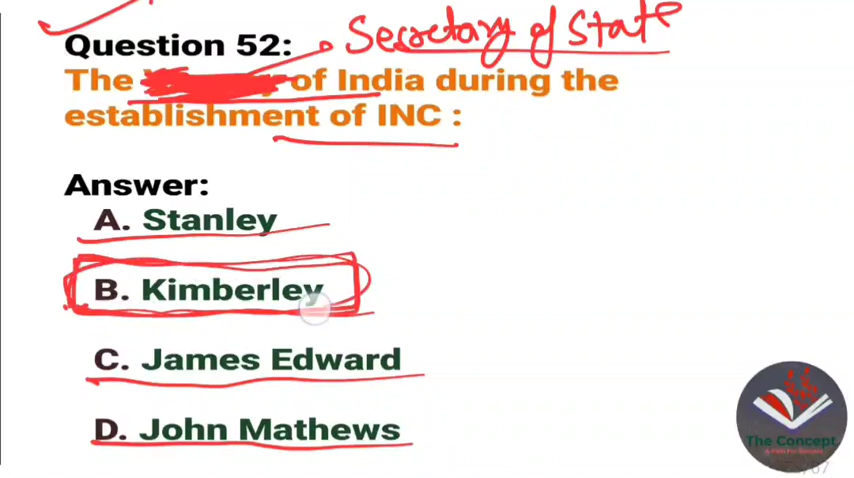 Secretary of State
Question 52:
The of India during the
establishment of INC :
Answer:
A. Stanley
B. Kimberley
C. James Edward
D. John Mathews
The Concept